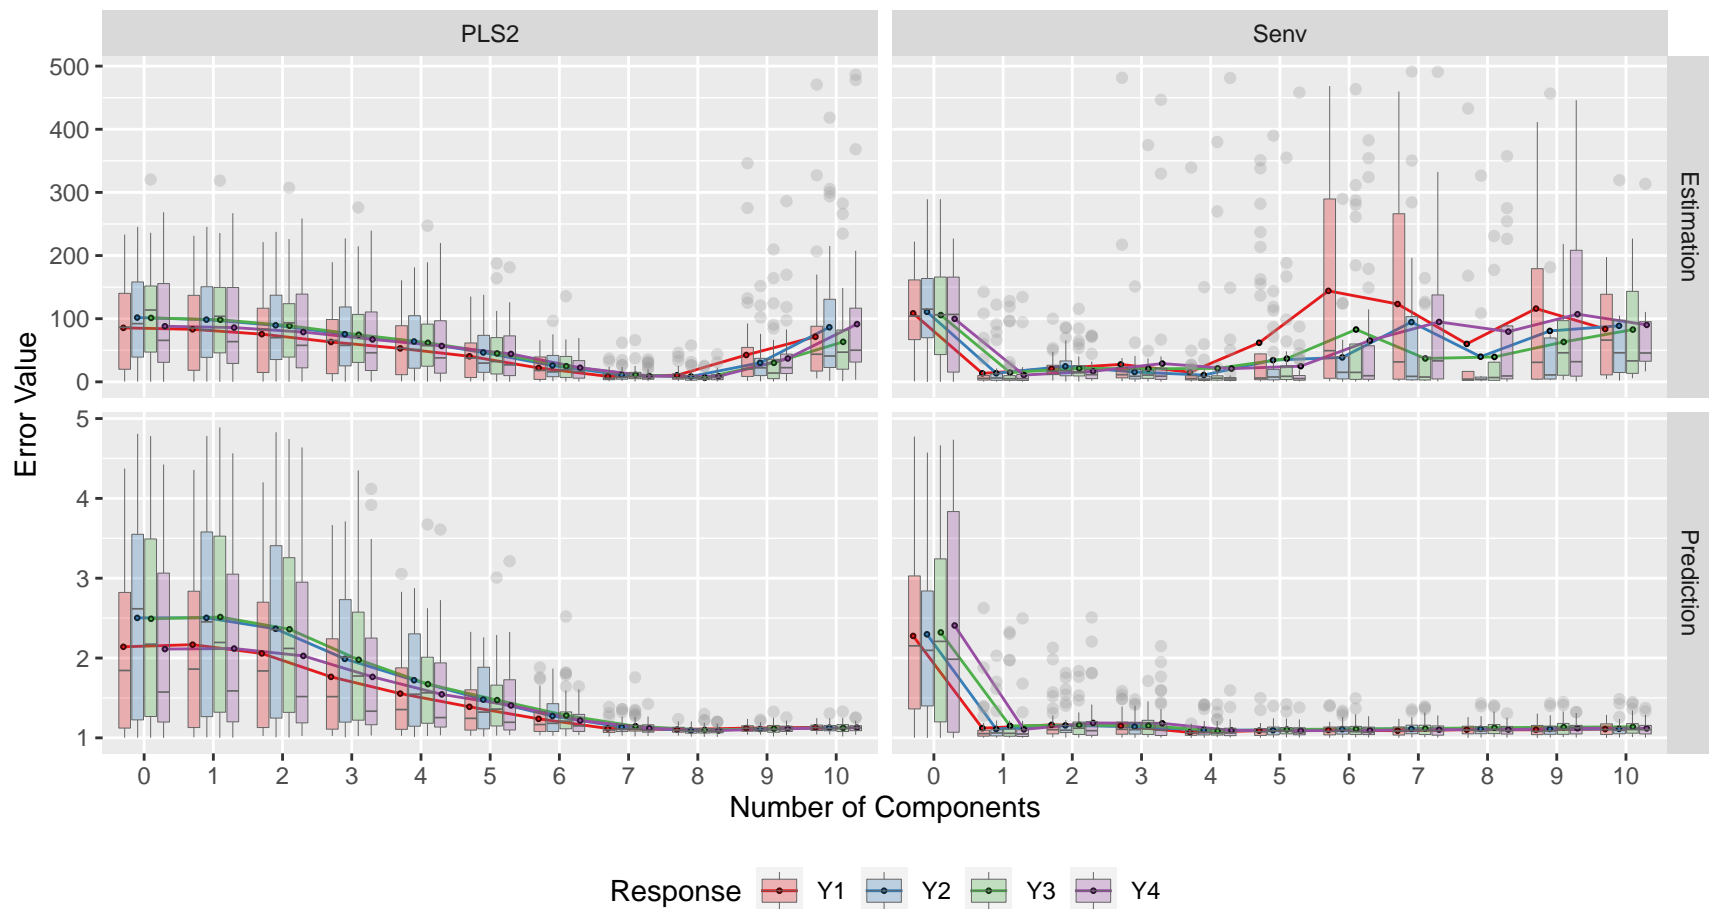 PLS2 Senv
500
400
300
200
100
0
Estimation
Error Value
5
4
3
2
1
Prediction
0 1 2 3 4 5 6 7 8 9 10 0 1 2 3 4 5 6 7 8 9 10
Number of Components
Response Y1 Y2 Y3 Y4